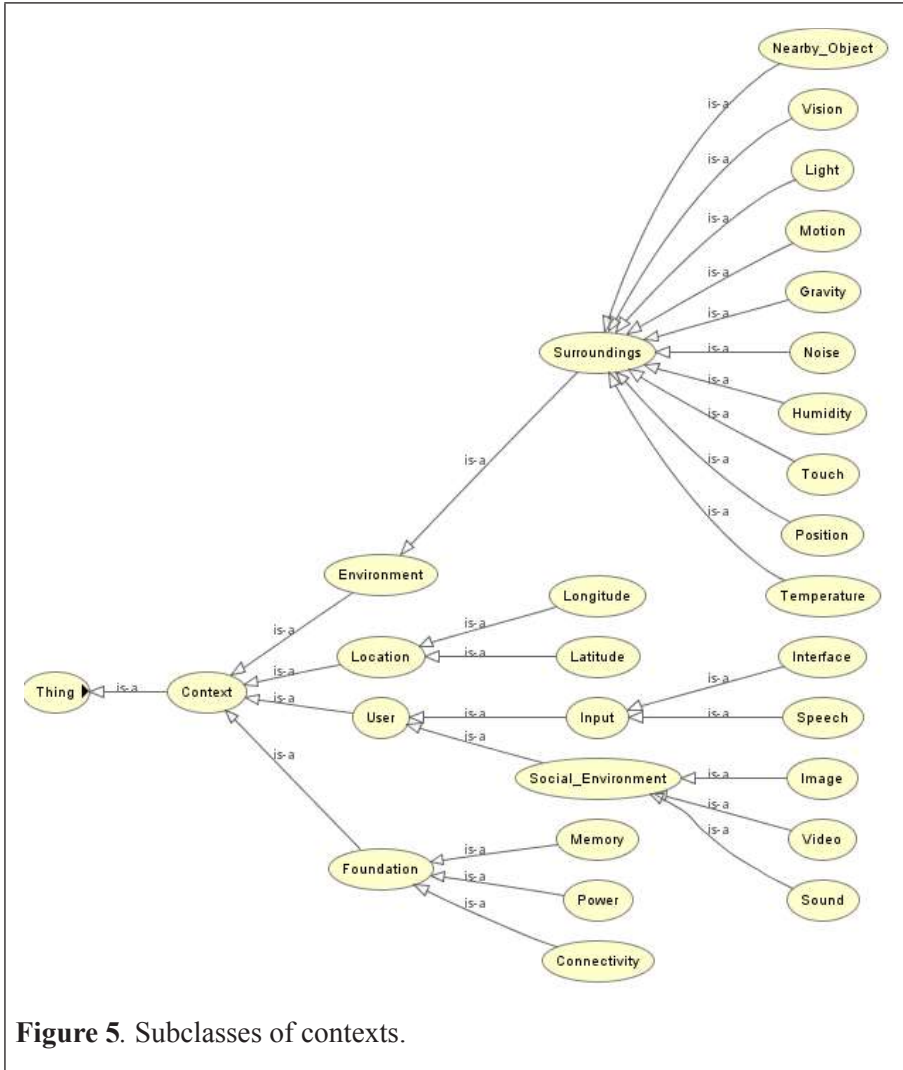 Nearby_Object
is-a
Vision
is-a
Light
is-a
Motion
is-a
Gravity
is-a
Surroundings
is-a
Noise
is-a
Humidity
is-a
Touch
is-a
Position
is-a
Temperature
is-a
is-a
Environment
is-a
Longitude
is-a
Location
is-a
Latitude
is-a
Interface
is-a
Thing
is-a
Context
is-a
User
is-a
Input
is-a
Speech
is-a
Social_Environment
is-a
Image
is-a
Video
is-a
Sound
is-a
Memory
is-a
Foundation
is-a
Power
is-a
Connectivity
Figure 5. Subclasses of contexts.